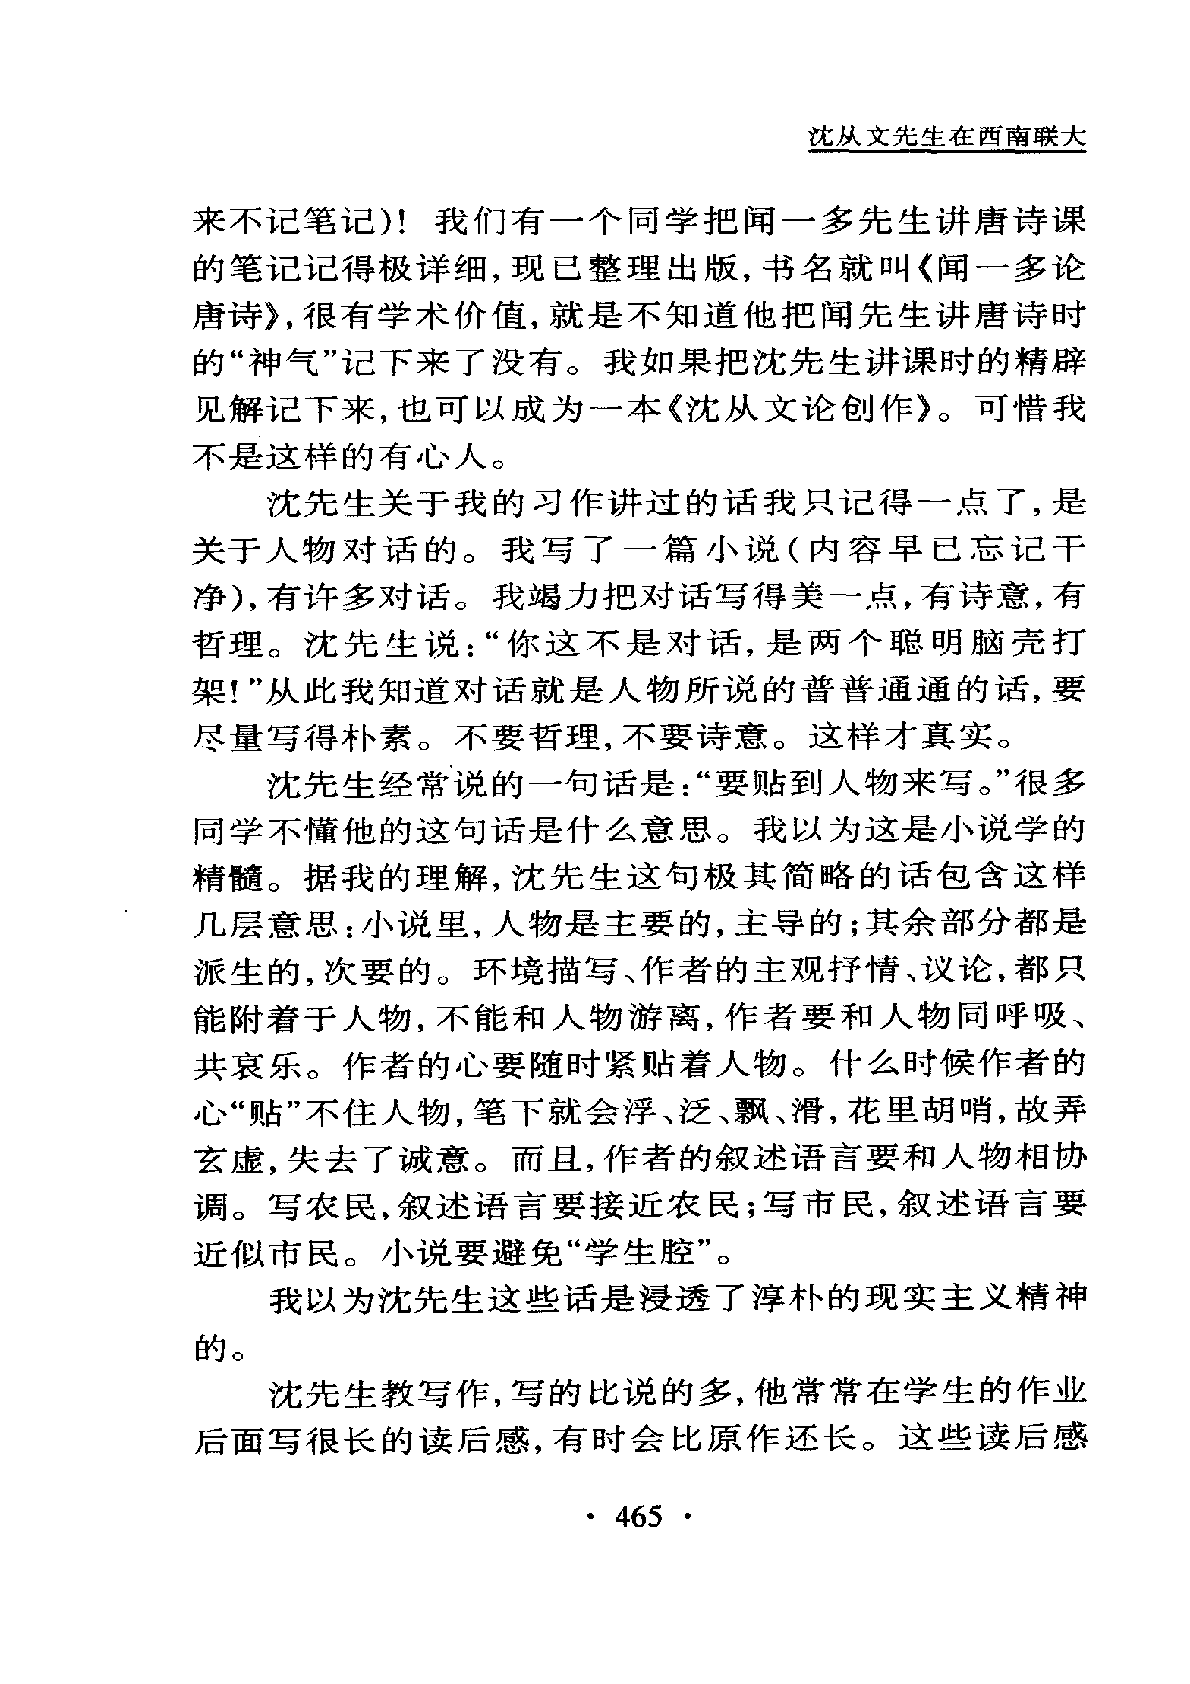 沈从文先生在西南联大
来不记笔记)! 我们有一个同学把闻一多先生讲唐诗课
的笔记记得极详细,现已整理出版,书名就叫《闻一多论
唐诗》,很有学术价值,就是不知道他把闻先生讲唐诗时
的“神气”记下来了没有。我如果把沈先生讲课时的精辟
见解记下来,也可以成为一本《沈从文论创作》。可惜我
不是这样的有心人。
沈先生关于我的习作讲过的话我只记得一点了,是
关于人物对话的。我写了一篇小说(内容早已忘记干
净),有许多对话。我竭力把对话写得美一点,有诗意,有
哲理。沈先生说:“你这不是对话,是两个聪明脑壳打
架!”从此我知道对话就是人物所说的普普通通的话,要
尽量写得朴素。不要哲理,不要诗意。这样才真实。
沈先生经常说的一句话是:“要贴到人物来写。”很多
同学不懂他的这句话是什么意思。我以为这是小说学的
精髓。据我的理解,沈先生这句极其简略的话包含这样
几层意思:小说里,人物是主要的,主导的;其余部分都是
派生的,次要的。环境描写、作者的主观抒情、议论,都只
能附着于人物,不能和人物游离,作者要和人物同呼吸、
共哀乐。作者的心要随时紧贴着人物。什么时候作者的
心“贴”不住人物,笔下就会浮、泛、飘、滑,花里胡哨,故弄
玄虚,失去了诚意。而且,作者的叙述语言要和人物相协
调。写农民,叙述语言要接近农民;写市民,叙述语言要
近似市民。小说要避免“学生腔”。
我以为沈先生这些话是浸透了淳朴的现实主义精神
的。
沈先生教写作,写的比说的多,他常常在学生的作业
后面写很长的读后感,有时会比原作还长。这些读后感
· 465 ·